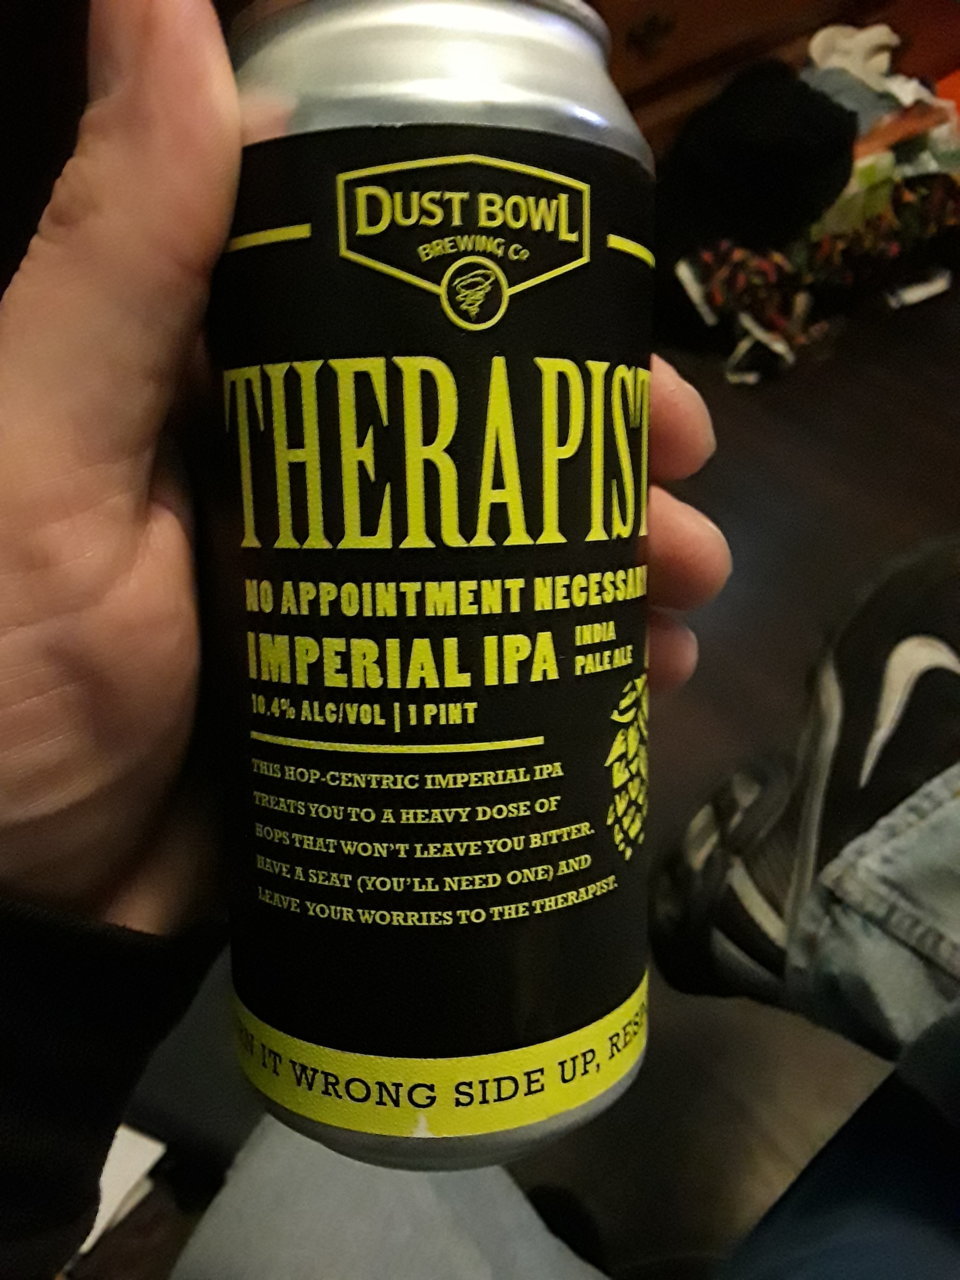 DUST BOWL
BREWING Co
THERAPIST
NO APPOINTMENT NECESSARY
IMPERIAL IPA
INDIA
PALE ALE
10.4% ALC/VOL | 1 PINT
THIS HOP-CENTRIC IMPERIAL IPA
TREATS YOU TO A HEAVY DOSE OF
HOPS THAT WON'T LEAVE YOU BITTER.
HAVE A SEAT (YOU'LL NEED ONE) AND
LEAVE YOUR WORRIES TO THE THERAPIST.
IT WRONG SIDE UP,